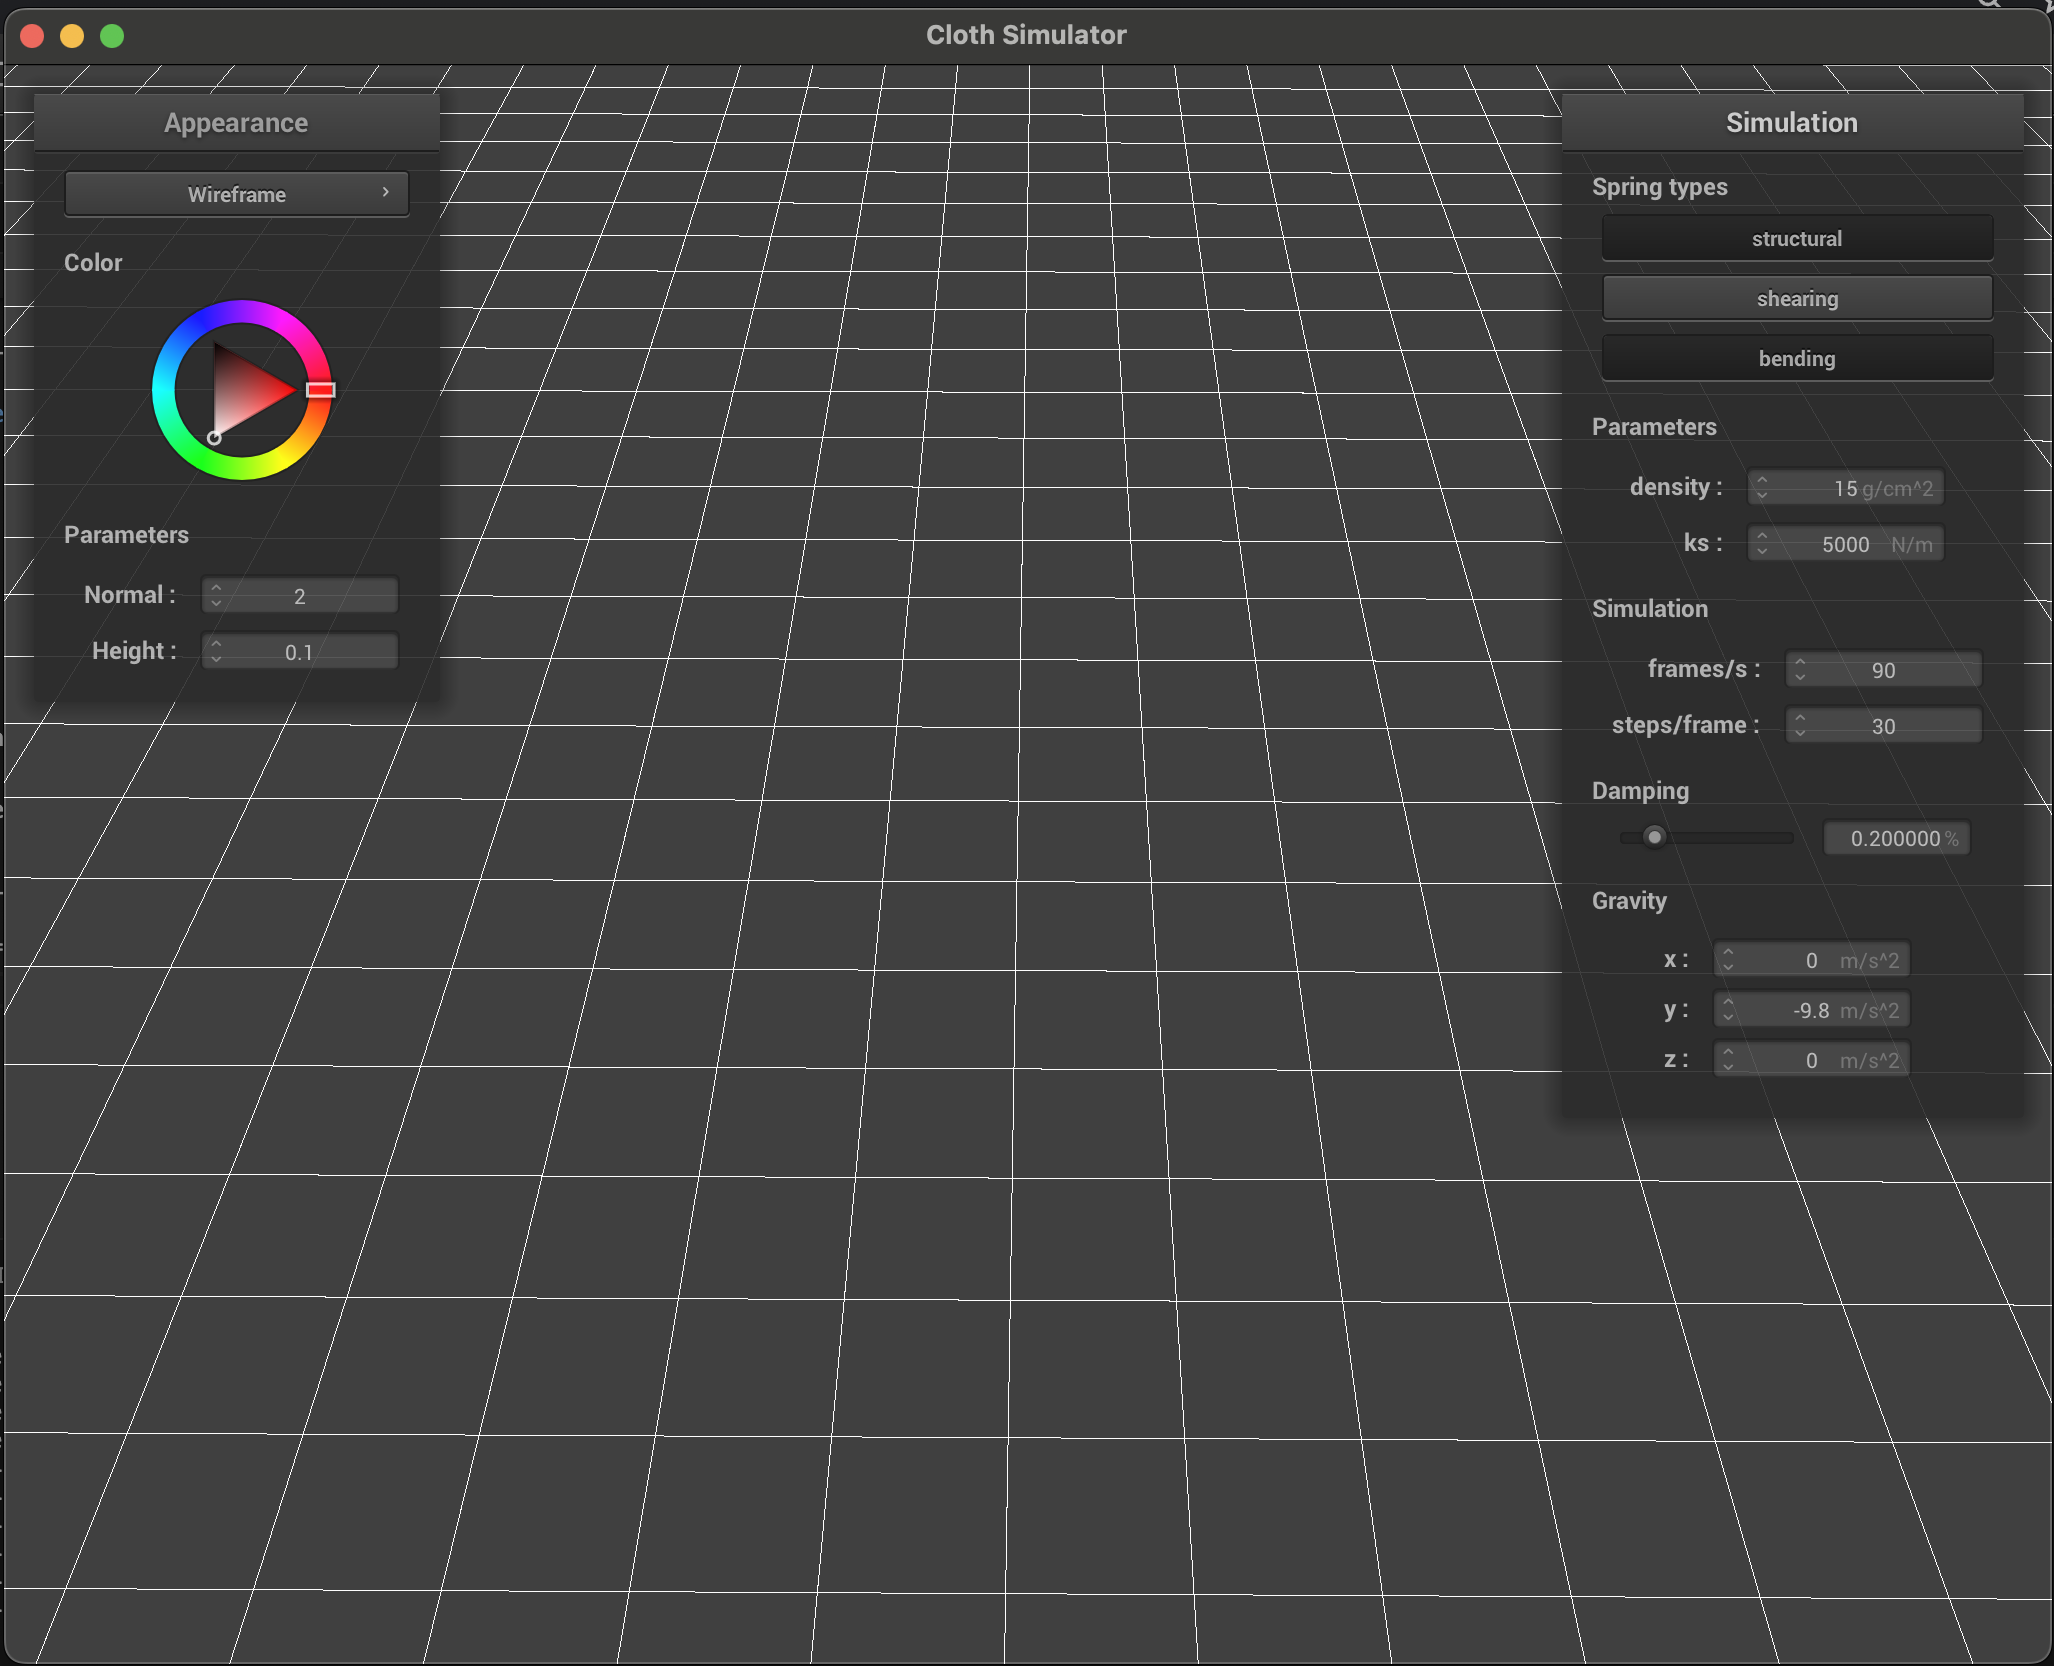 Cloth Simulator
Appearance
Wireframe
Color
Parameters
Normal : 2
Height : 0.1
Simulation
Spring types
structural
shearing
bending
Parameters
density : 15 g/cm^2
ks : 5000 N/m
Simulation
frames/s : 90
steps/frame : 30
Damping
0.200000 %
Gravity
x : 0 m/s^2
y : -9.8 m/s^2
z : 0 m/s^2